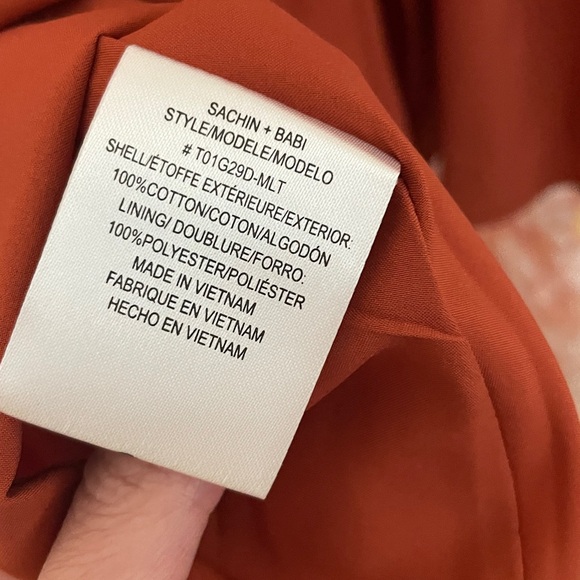 SACHIN + BABI
STYLE/MODELE/MODELO
# T01G29D-MLT
SHELL/ÉTOFFE EXTÉRIEURE/EXTERIOR:
100%COTTON/COTON/ALGODÓN
LINING/ DOUBLURE/FORRO:
100%POLYESTER/POLIÉSTER
MADE IN VIETNAM
FABRIQUE EN VIETNAM
HECHO EN VIETNAM